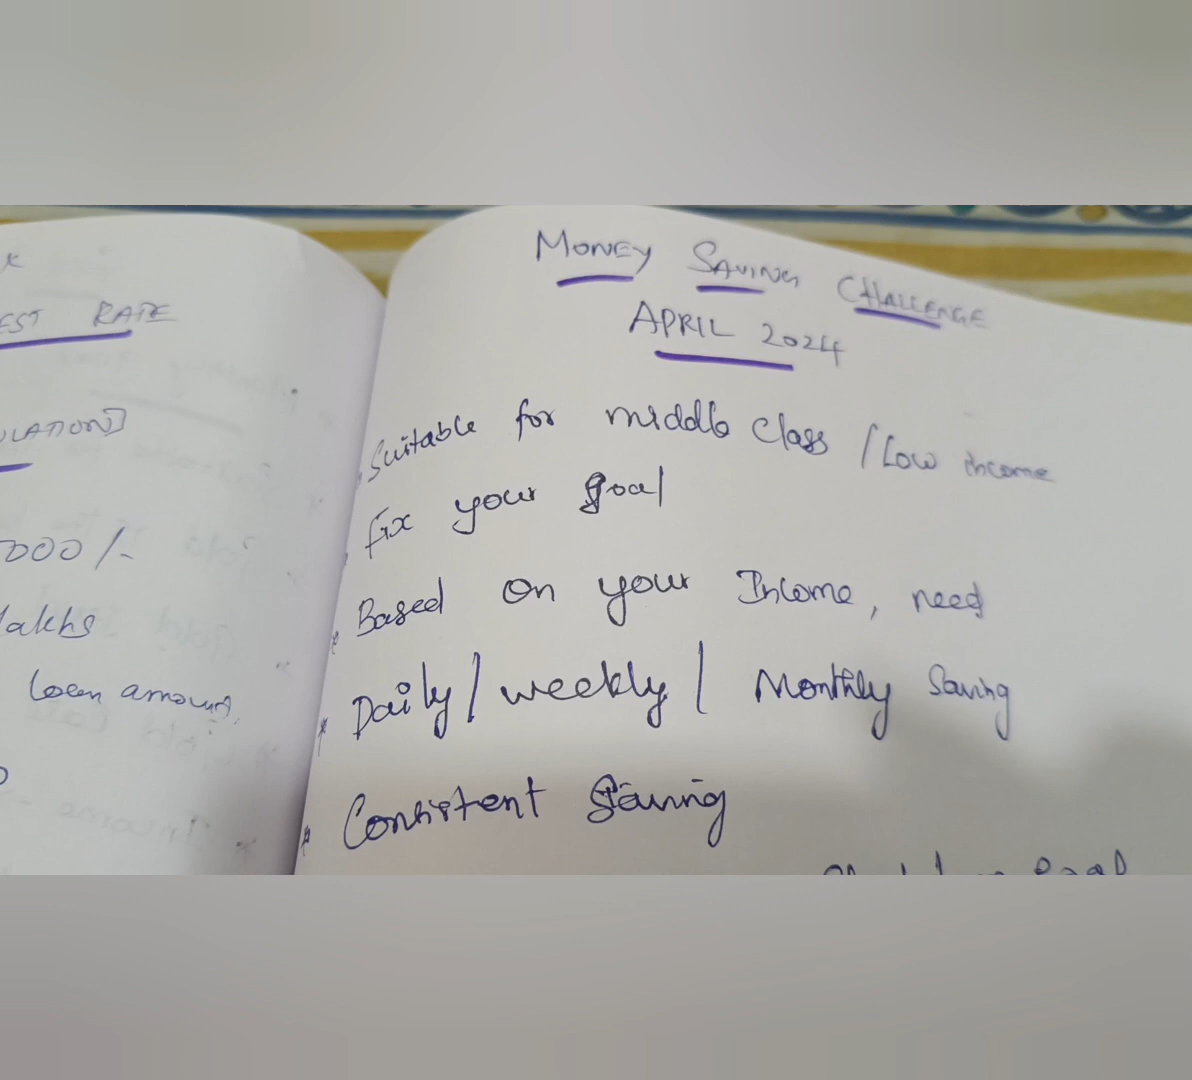 EST RATE
ULATION]
000/-
lakhs
loan amount.
MONEY SAVING CHALLENGE
APRIL 2024
Suitable for middle class / Low income
fix your goal
* Based on your Income, need
* Daily / weekly / Monthly Saving
* Consistent Saving